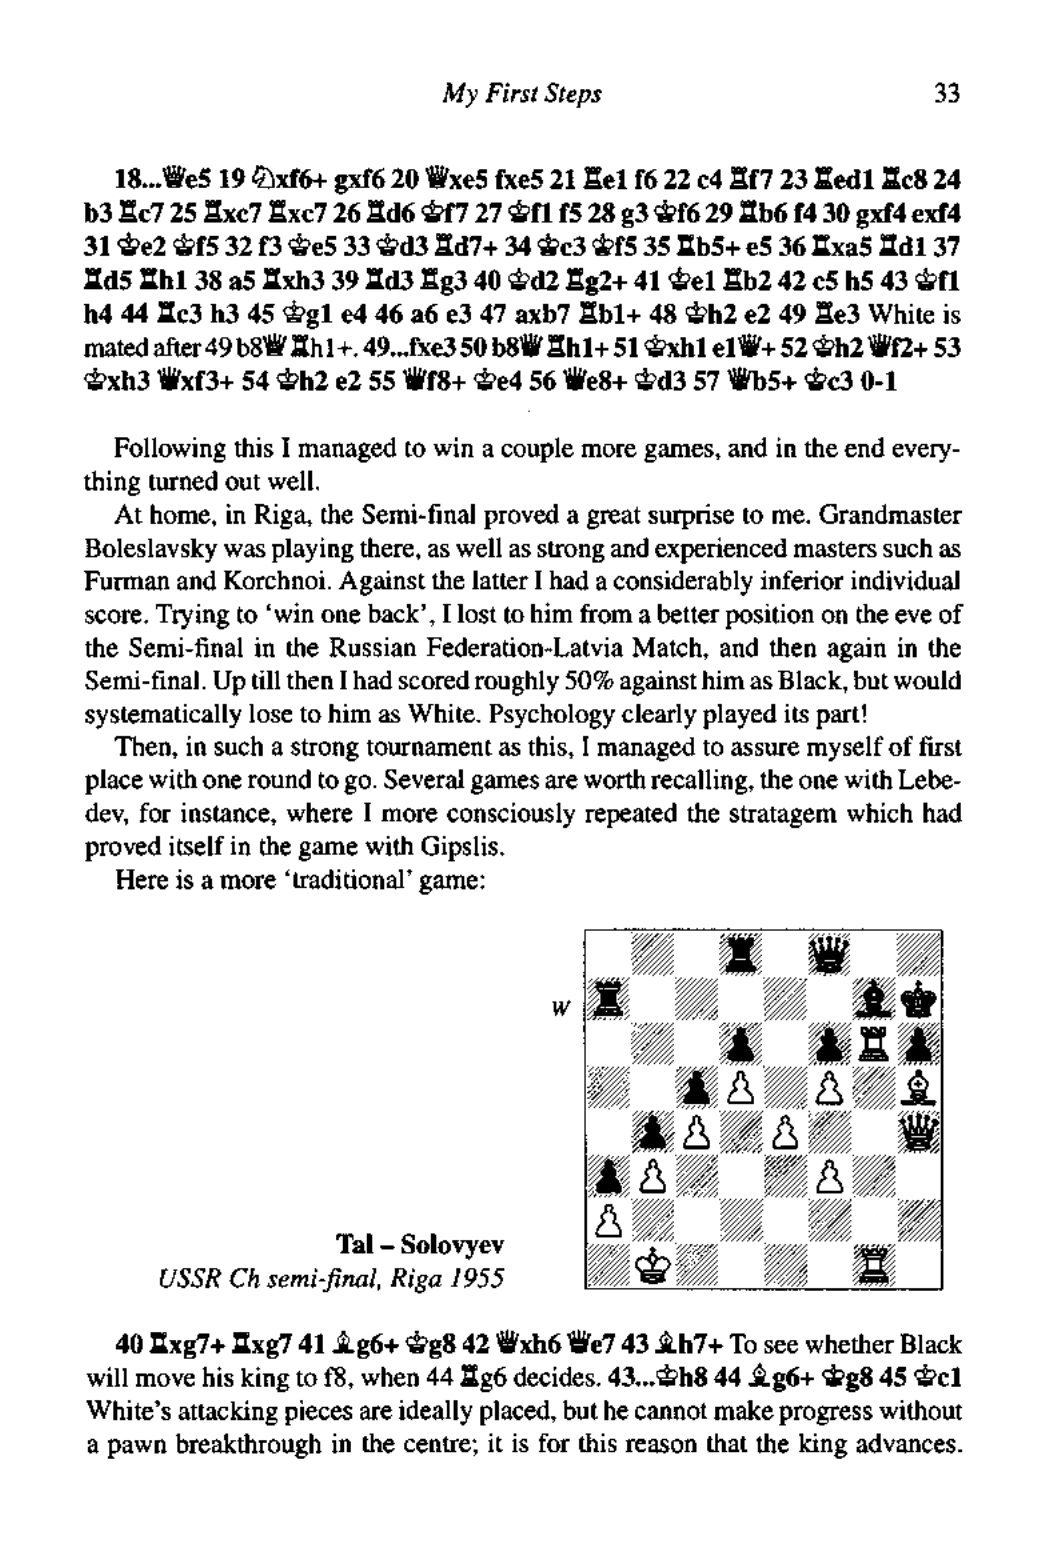 My First Steps 33
18...♛e5 19 ♘xf6+ gxf6 20 ♛xe5 fxe5 21 ♜e1 f6 22 c4 ♜f7 23 ♜ed1 ♜c8 24
b3 ♜c7 25 ♜xc7 ♜xc7 26 ♜d6 ♚f7 27 ♚f1 f5 28 g3 ♚f6 29 ♜b6 f4 30 gxf4 exf4
31 ♚e2 ♚f5 32 f3 ♚e5 33 ♚d3 ♜d7+ 34 ♚c3 ♚f5 35 ♜b5+ e5 36 ♜xa5 ♜d1 37
♜d5 ♜h1 38 a5 ♜xh3 39 ♜d3 ♜g3 40 ♚d2 ♜g2+ 41 ♚e1 ♜b2 42 c5 h5 43 ♚f1
h4 44 ♜c3 h3 45 ♚g1 e4 46 a6 e3 47 axb7 ♜b1+ 48 ♚h2 e2 49 ♜e3 White is
mated after 49 b8♛ ♜h1+. 49...fxe3 50 b8♛ ♜h1+ 51 ♚xh1 e1♛+ 52 ♚h2 ♛f2+ 53
♚xh3 ♛xf3+ 54 ♚h2 e2 55 ♛f8+ ♚e4 56 ♛e8+ ♚d3 57 ♛b5+ ♚c3 0-1
Following this I managed to win a couple more games, and in the end every-
thing turned out well.
At home, in Riga, the Semi-final proved a great surprise to me. Grandmaster
Boleslavsky was playing there, as well as strong and experienced masters such as
Furman and Korchnoi. Against the latter I had a considerably inferior individual
score. Trying to ‘win one back’, I lost to him from a better position on the eve of
the Semi-final in the Russian Federation-Latvia Match, and then again in the
Semi-final. Up till then I had scored roughly 50% against him as Black, but would
systematically lose to him as White. Psychology clearly played its part!
Then, in such a strong tournament as this, I managed to assure myself of first
place with one round to go. Several games are worth recalling, the one with Lebe-
dev, for instance, where I more consciously repeated the stratagem which had
proved itself in the game with Gipslis.
Here is a more ‘traditional’ game:
W
Tal – Solovyev
USSR Ch semi-final, Riga 1955
40 ♜xg7+ ♜xg7 41 ♗g6+ ♚g8 42 ♛xh6 ♛e7 43 ♗h7+ To see whether Black
will move his king to f8, when 44 ♜g6 decides. 43...♚h8 44 ♗g6+ ♚g8 45 ♚c1
White's attacking pieces are ideally placed, but he cannot make progress without
a pawn breakthrough in the centre; it is for this reason that the king advances.